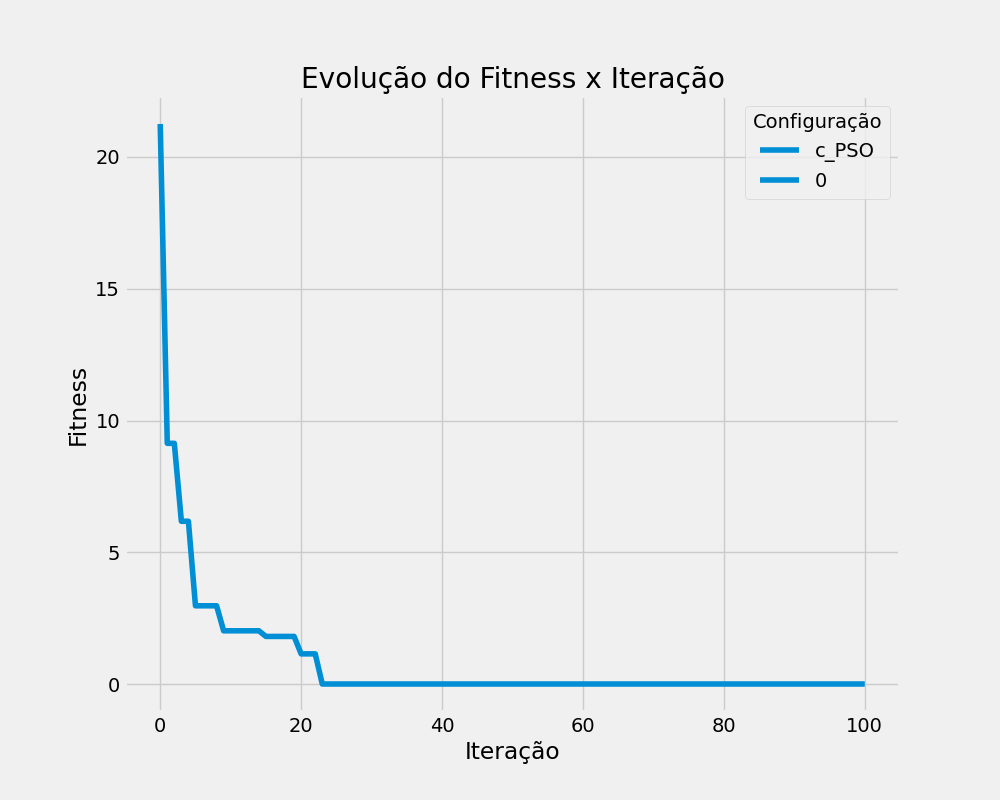 Evolução do Fitness x Iteração
Configuração
c_PSO
0
Fitness
20
15
10
5
0
0 20 40 60 80 100
Iteração